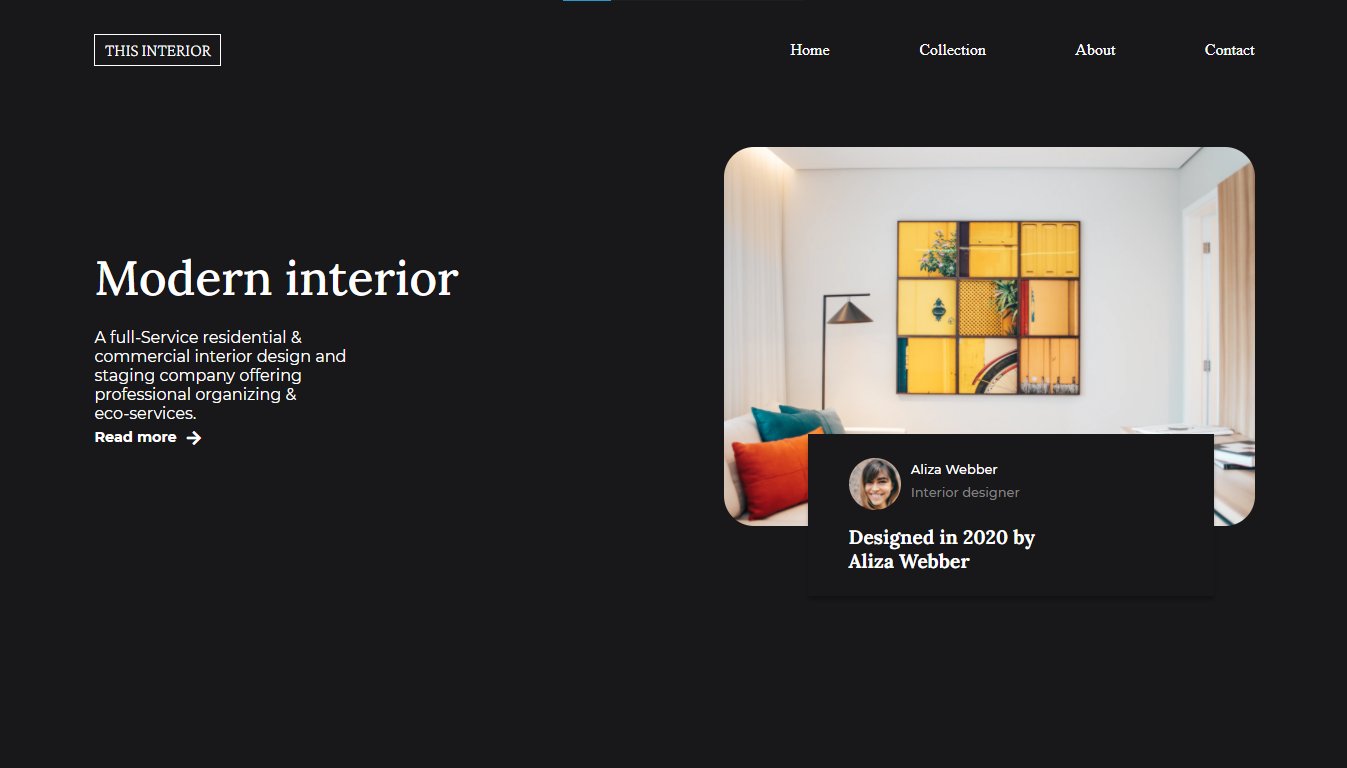 THIS INTERIOR
Home
Collection
About
Contact
Modern interior
A full-Service residential &
commercial interior design and
staging company offering
professional organizing &
eco-services.
Read more
Aliza Webber
Interior designer
Designed in 2020 by
Aliza Webber